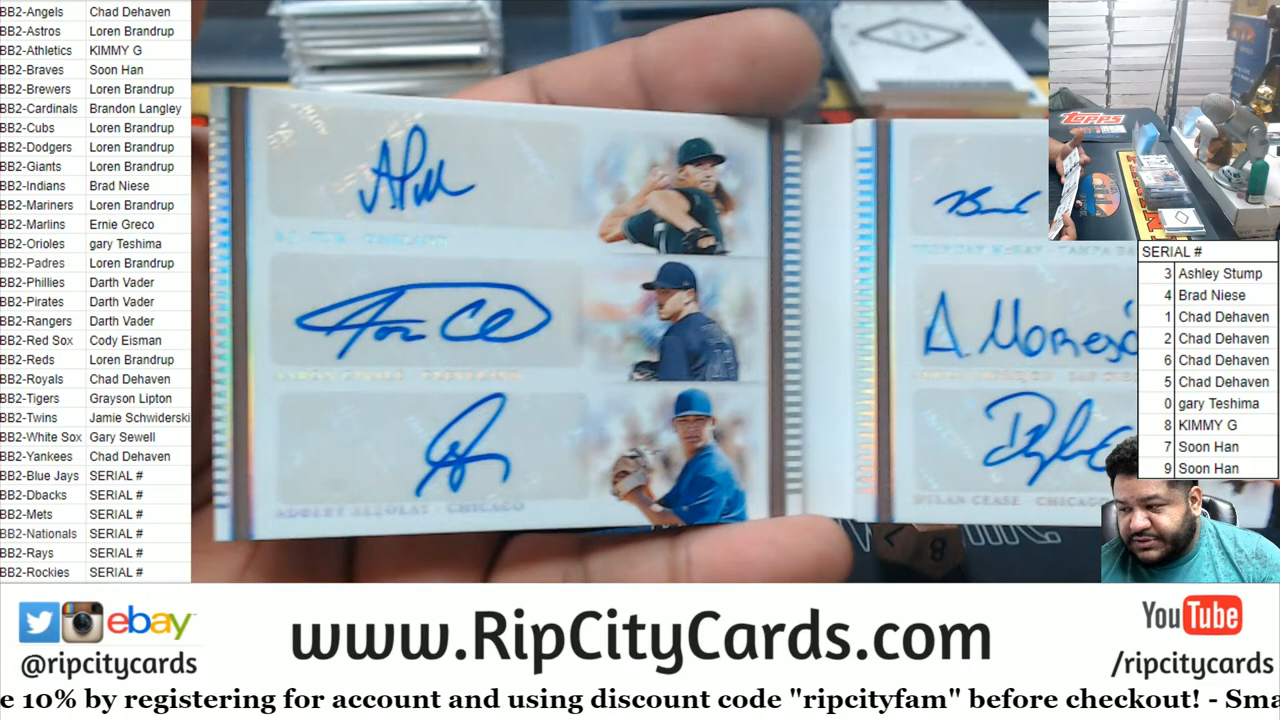 BB2-Angels Chad Dehaven
BB2-Astros Loren Brandrup
BB2-Athletics KIMMY G
BB2-Braves Soon Han
BB2-Brewers Loren Brandrup
BB2-Cardinals Brandon Langley
BB2-Cubs Loren Brandrup
BB2-Dodgers Loren Brandrup
BB2-Giants Loren Brandrup
BB2-Indians Brad Niese
BB2-Mariners Loren Brandrup
BB2-Marlins Ernie Greco
BB2-Orioles gary Teshima
BB2-Padres Loren Brandrup
BB2-Phillies Darth Vader
BB2-Pirates Darth Vader
BB2-Rangers Darth Vader
BB2-Red Sox Cody Eisman
BB2-Reds Loren Brandrup
BB2-Royals Chad Dehaven
BB2-Tigers Grayson Lipton
BB2-Twins Jamie Schwiderski
BB2-White Sox Gary Sewell
BB2-Yankees Chad Dehaven
BB2-Blue Jays SERIAL #
BB2-Dbacks SERIAL #
BB2-Mets SERIAL #
BB2-Nationals SERIAL #
BB2-Rays SERIAL #
BB2-Rockies SERIAL #
ADBERT ALZOLAY · CHICAGO
DYLAN CEASE · CHICAGO
Topps
SERIAL #
3 Ashley Stump
4 Brad Niese
1 Chad Dehaven
2 Chad Dehaven
6 Chad Dehaven
5 Chad Dehaven
0 gary Teshima
8 KIMMY G
7 Soon Han
9 Soon Han
ebay
@ripcitycards
www.RipCityCards.com
YouTube
/ripcitycards
e 10% by registering for account and using discount code "ripcityfam" before checkout! - Sma